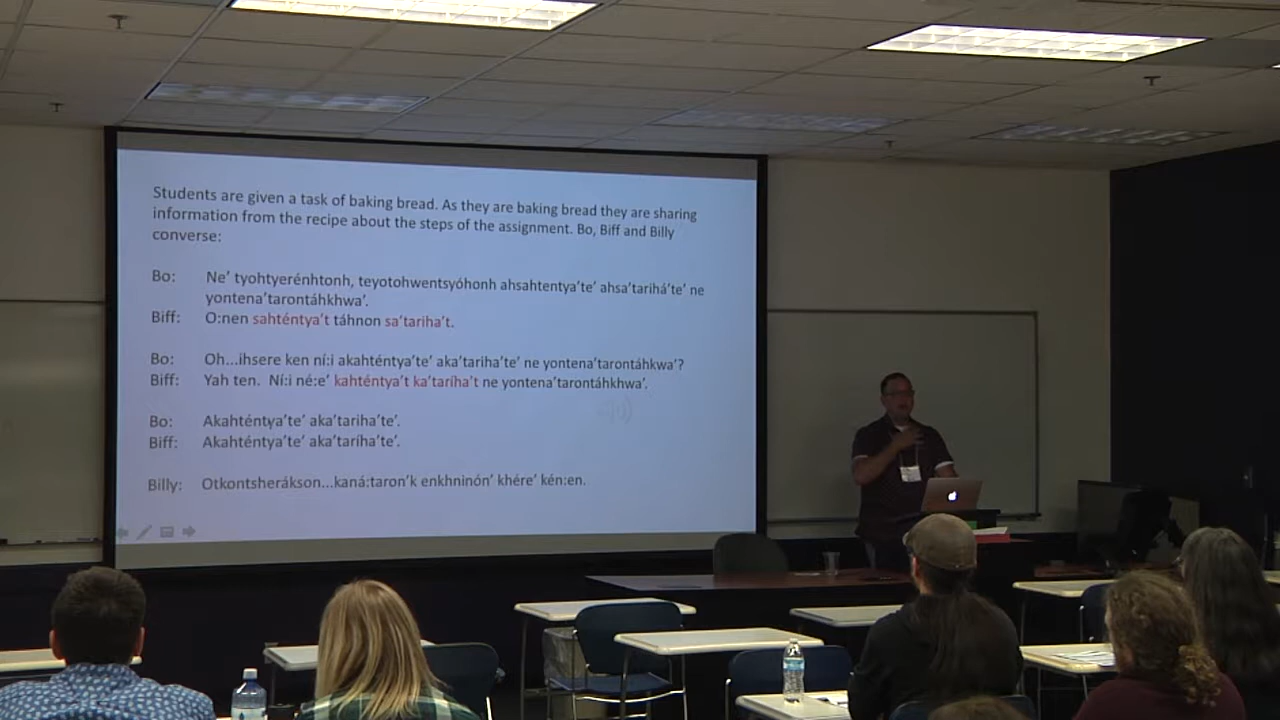 Students are given a task of baking bread. As they are baking bread they are sharing
information from the recipe about the steps of the assignment. Bo, Biff and Billy
converse:
Bo: Ne’ tyohtyerénhtonh, teyotohwentsyóhonh ahsahtentya’te’ ahsa’tarihá’te’ ne
yontena’tarontáhkhwa’.
Biff: O:nen sahténtya’t táhnon sa’tariha’t.
Bo: Oh...ihsere ken ní:i akahténtya’te’ aka’tariha’te’ ne yontena’tarontáhkwa’?
Biff: Yah ten. Ní:i né:e’ kahténtya’t ka’taríha’t ne yontena’tarontáhkhwa’.
Bo: Akahténtya’te’ aka’tariha’te’.
Biff: Akahténtya’te’ aka’taríha’te’.
Billy: Otkontsherákson...kaná:taron’k enkhninón’ khére’ kén:en.